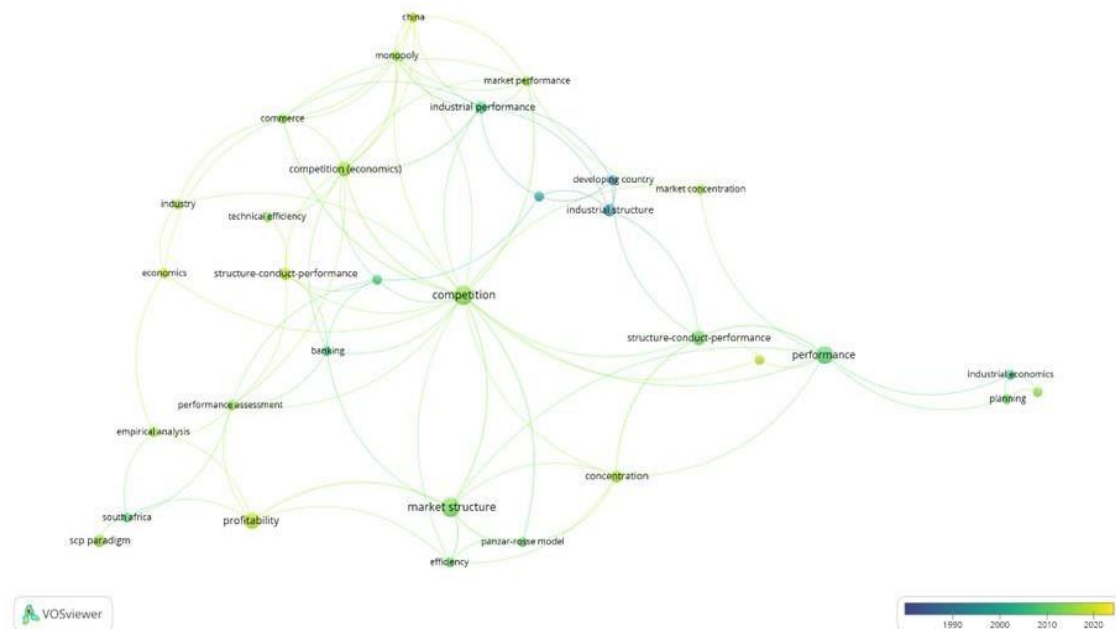 china
monopoly
market performance
industrial performance
commerce
competition (economics)
developing country
market concentration
industry
technical efficiency
industrial structure
economics
structure-conduct-performance
competition
structure-conduct-performance
banking
performance
industrial economics
planning
performance assessment
empirical analysis
concentration
market structure
south africa
profitability
scp paradigm
panzar-rosse model
efficiency
VOSviewer
1990 2000 2010 2020